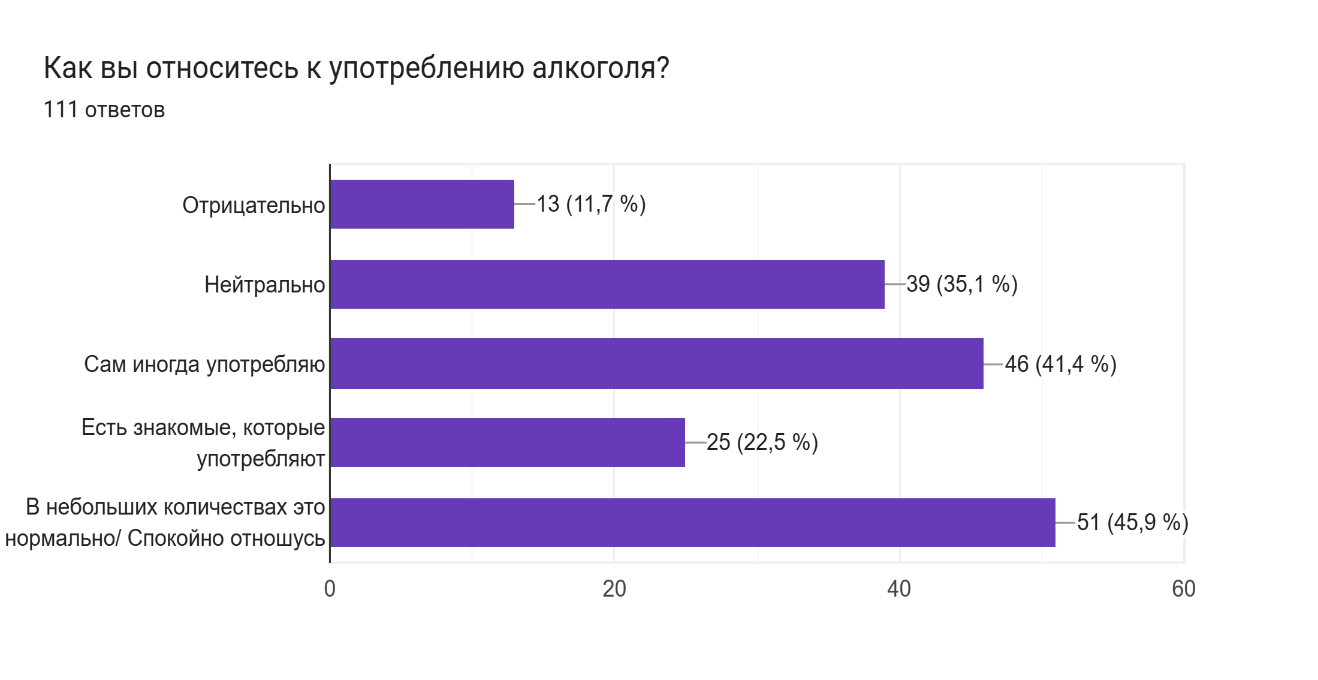 Как вы относитесь к употреблению алкоголя?
111 ответов
Отрицательно
13 (11,7 %)
Нейтрально
39 (35,1 %)
Сам иногда употребляю
46 (41,4 %)
Есть знакомые, которые
употребляют
25 (22,5 %)
В небольших количествах это
нормально/ Спокойно отношусь
51 (45,9 %)
0 20 40 60